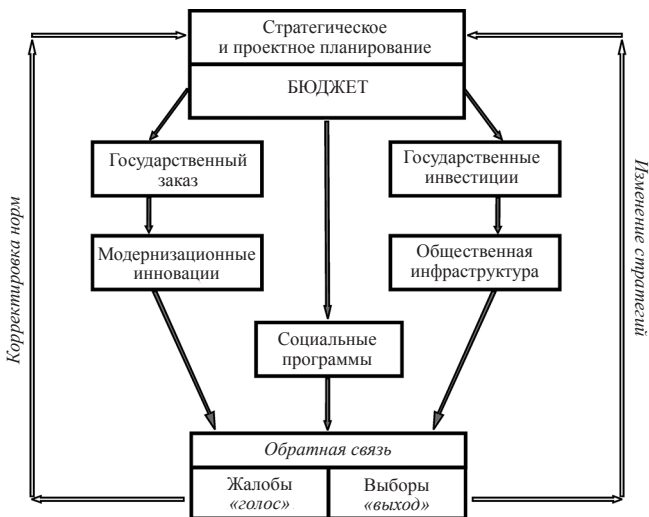 Стратегическое
и проектное планирование
БЮДЖЕТ
Государственный
заказ
Государственные
инвестиции
Модернизационные
инновации
Общественная
инфраструктура
Социальные
программы
Обратная связь
Жалобы
«голос»
Выборы
«выход»
Корректировка норм
Изменение стратегий